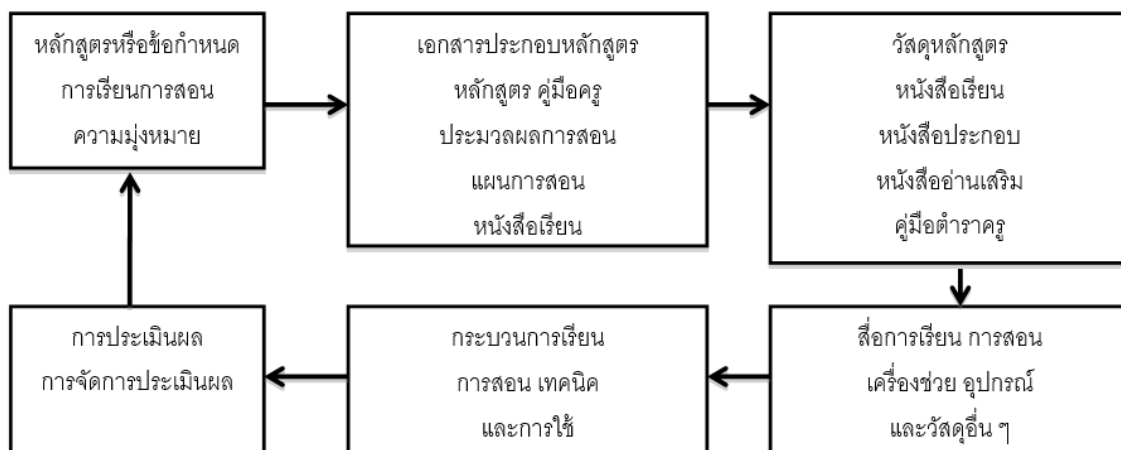 หลักสูตรหรือข้อกำหนด
การเรียนการสอน
ความมุ่งหมาย
เอกสารประกอบหลักสูตร
หลักสูตร คู่มือครู
ประมวลผลการสอน
แผนการสอน
หนังสือเรียน
วัสดุหลักสูตร
หนังสือเรียน
หนังสือประกอบ
หนังสืออ่านเสริม
คู่มือตำราครู
สื่อการเรียน การสอน
เครื่องช่วย อุปกรณ์
และวัสดุอื่น ๆ
กระบวนการเรียน
การสอน เทคนิค
และการใช้
การประเมินผล
การจัดการประเมินผล